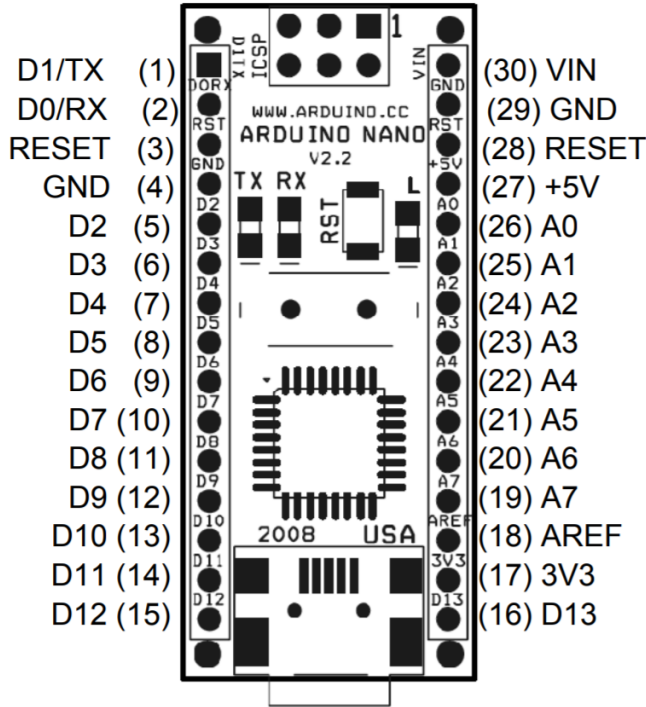 D1/TX (1)
D0/RX (2)
RESET (3)
GND (4)
D2 (5)
D3 (6)
D4 (7)
D5 (8)
D6 (9)
D7 (10)
D8 (11)
D9 (12)
D10 (13)
D11 (14)
D12 (15)
D1TX
D0RX
RST
GND
D2
D3
D4
D5
D6
D7
D8
D9
D10
D11
D12
ICSP
1
WWW.ARDUINO.CC
ARDUINO NANO
V2.2
TX RX
RST
L
2008 USA
VIN
GND
RST
+5V
A0
A1
A2
A3
A4
A5
A6
A7
AREF
3V3
D13
(30) VIN
(29) GND
(28) RESET
(27) +5V
(26) A0
(25) A1
(24) A2
(23) A3
(22) A4
(21) A5
(20) A6
(19) A7
(18) AREF
(17) 3V3
(16) D13